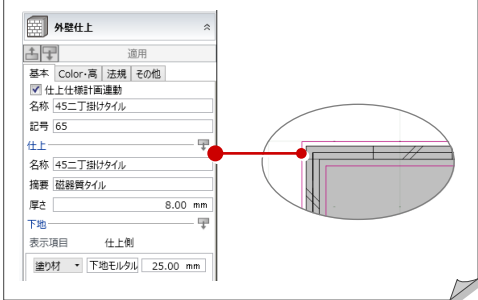 外壁仕上
適用
基本 Color・高 法規 その他
仕上仕様計画連動
名称 45二丁掛けタイル
記号 65
仕上
名称 45二丁掛けタイル
摘要 磁器質タイル
厚さ 8.00 mm
下地
表示項目 仕上側
塗り材 下地モルタル 25.00 mm